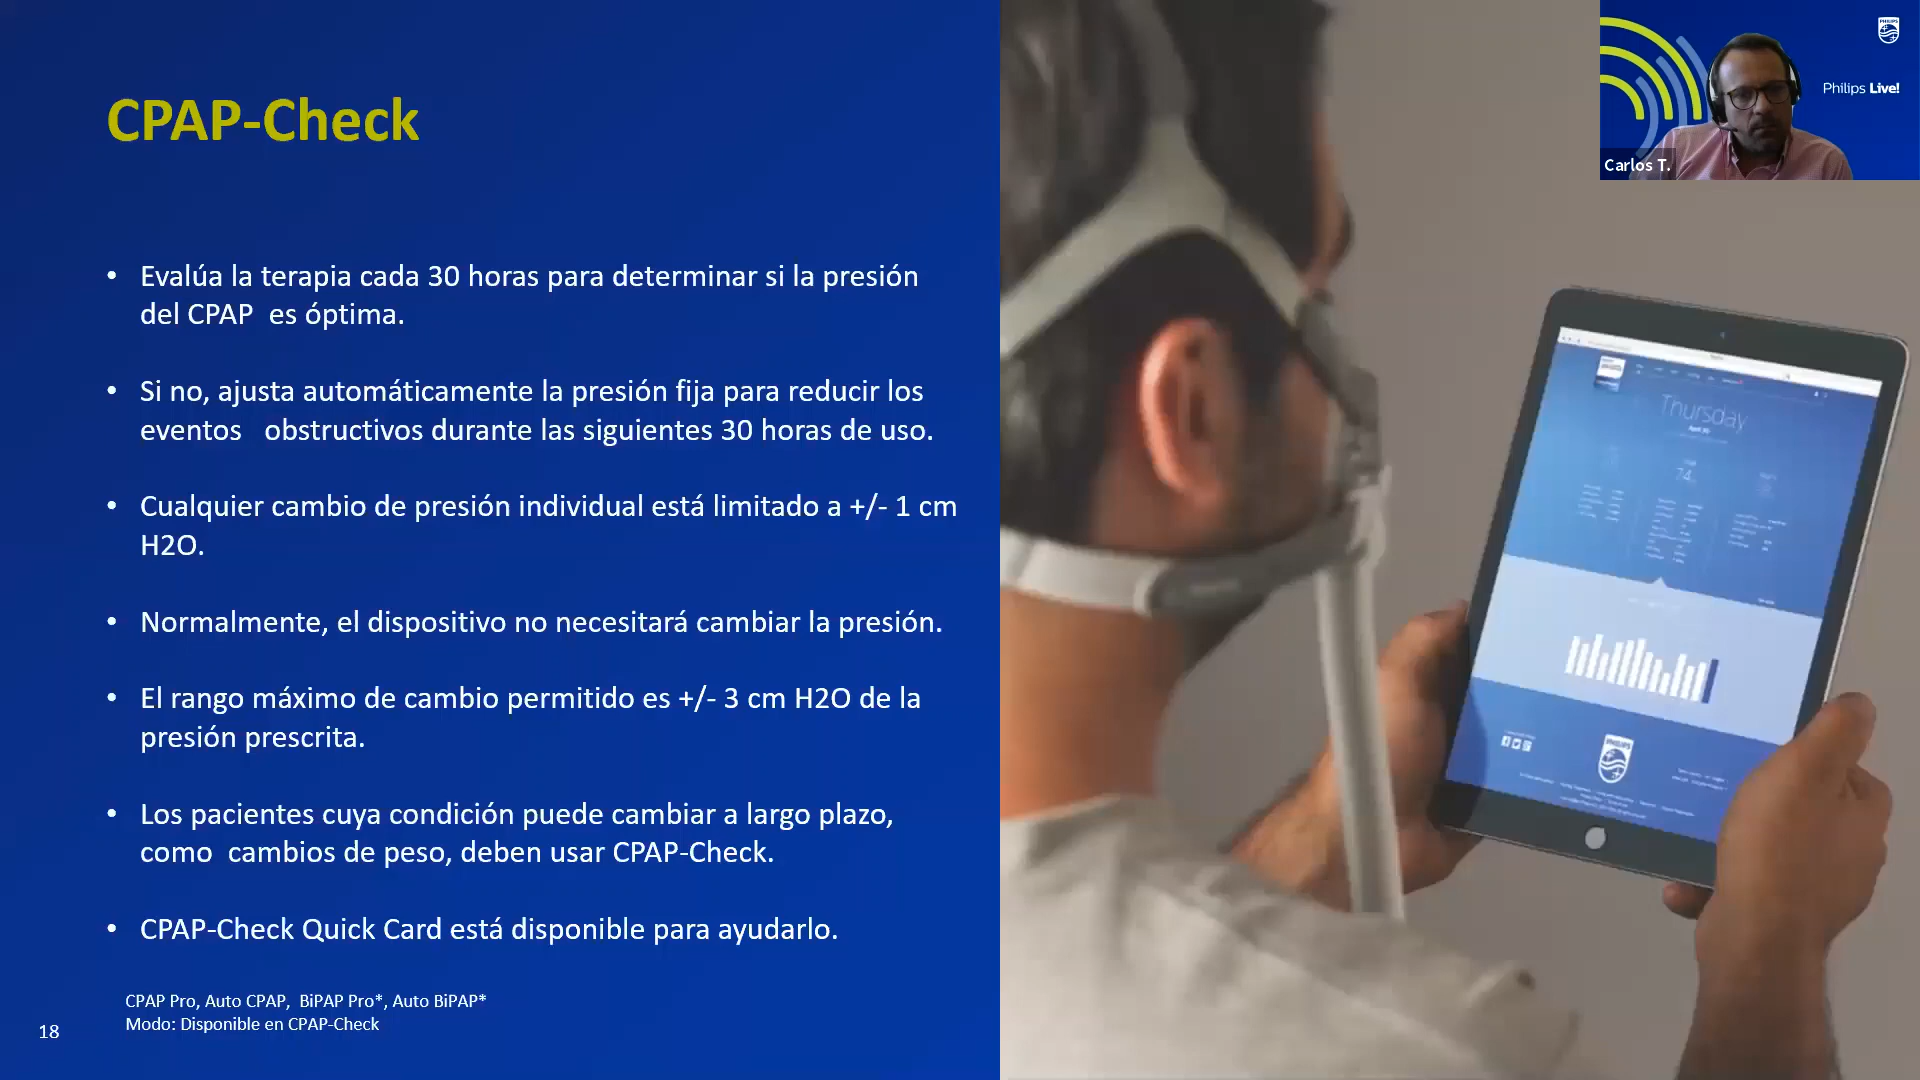 CPAP-Check
• Evalúa la terapia cada 30 horas para determinar si la presión
del CPAP  es óptima.
• Si no, ajusta automáticamente la presión fija para reducir los
eventos   obstructivos durante las siguientes 30 horas de uso.
• Cualquier cambio de presión individual está limitado a +/- 1 cm
H2O.
• Normalmente, el dispositivo no necesitará cambiar la presión.
• El rango máximo de cambio permitido es +/- 3 cm H2O de la
presión prescrita.
• Los pacientes cuya condición puede cambiar a largo plazo,
como  cambios de peso, deben usar CPAP-Check.
• CPAP-Check Quick Card está disponible para ayudarlo.
CPAP Pro, Auto CPAP,  BiPAP Pro*, Auto BiPAP*
Modo: Disponible en CPAP-Check
18
PHILIPS
Philips Live!
Carlos T.
Thursday
74
PHILIPS